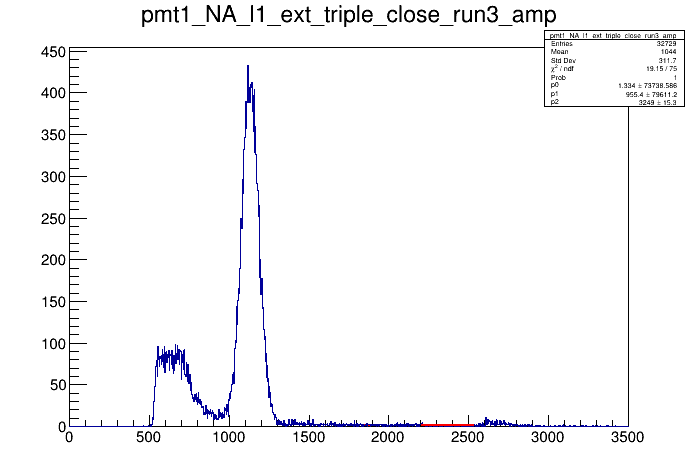 pmt1_NA_l1_ext_triple_close_run3_amp
pmt1_NA_l1_ext_triple_close_run3_amp
Entries 32729
Mean 1044
Std Dev 311.7
χ² / ndf 19.15 / 75
Prob 1
p0 1.334 ± 73738.586
p1 955.4 ± 79611.2
p2 3249 ± 15.3
450
400
350
300
250
200
150
100
50
0
0 500 1000 1500 2000 2500 3000 3500